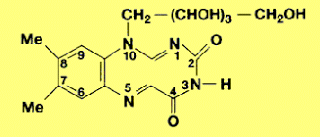 CH₂ —(CHOH)₃ — CH₂OH
Me 9 N N O
8 10 1 2
7 3 N — H
Me 6 5 N 4
O